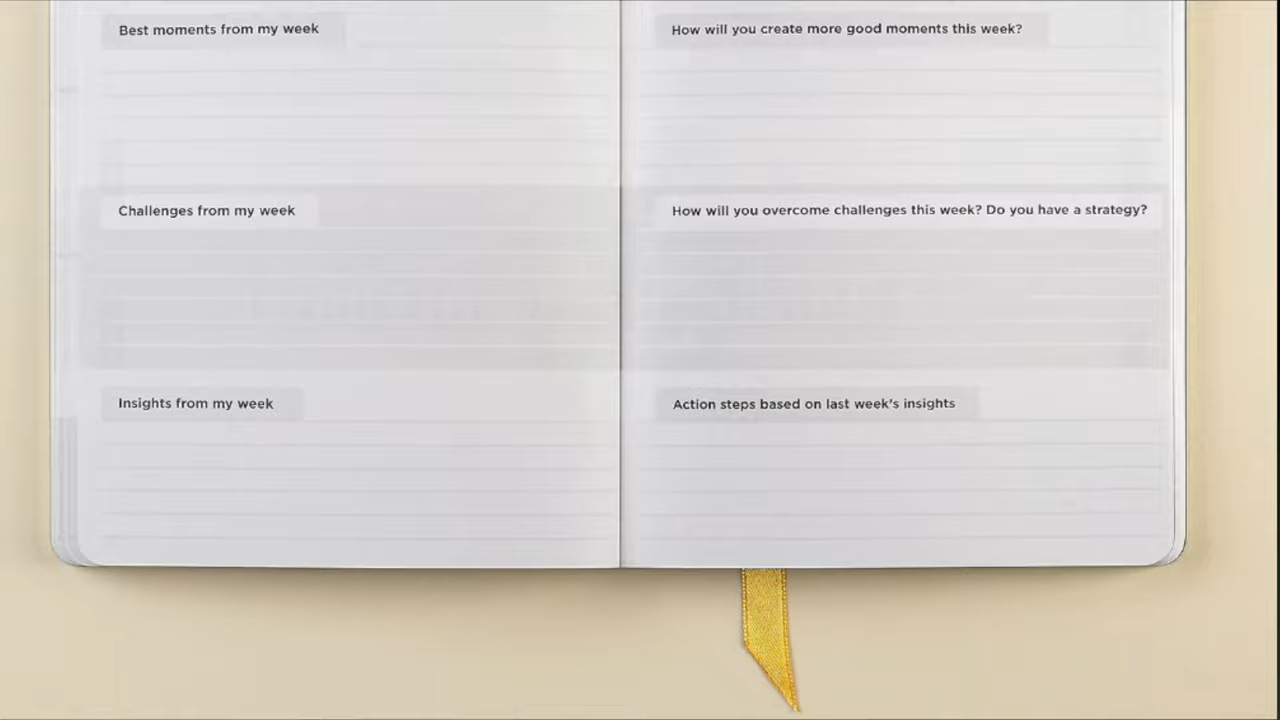 Best moments from my week
How will you create more good moments this week?
Challenges from my week
How will you overcome challenges this week? Do you have a strategy?
Insights from my week
Action steps based on last week's insights